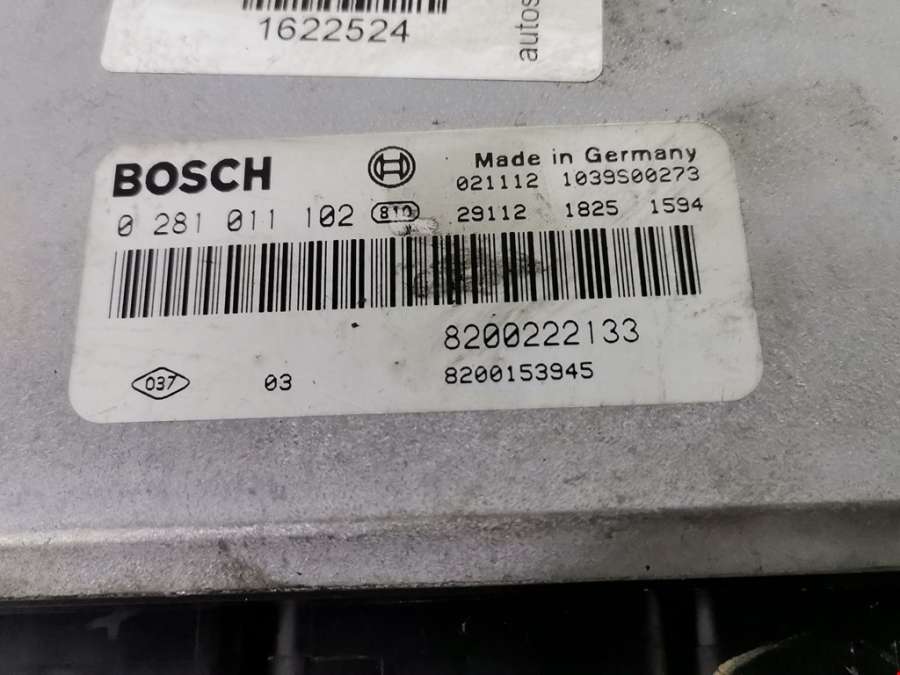 1622524
autos
BOSCH
Made in Germany
021112 1039S00273
0 281 011 102 810 29112 1825 1594
8200222133
037 03 8200153945